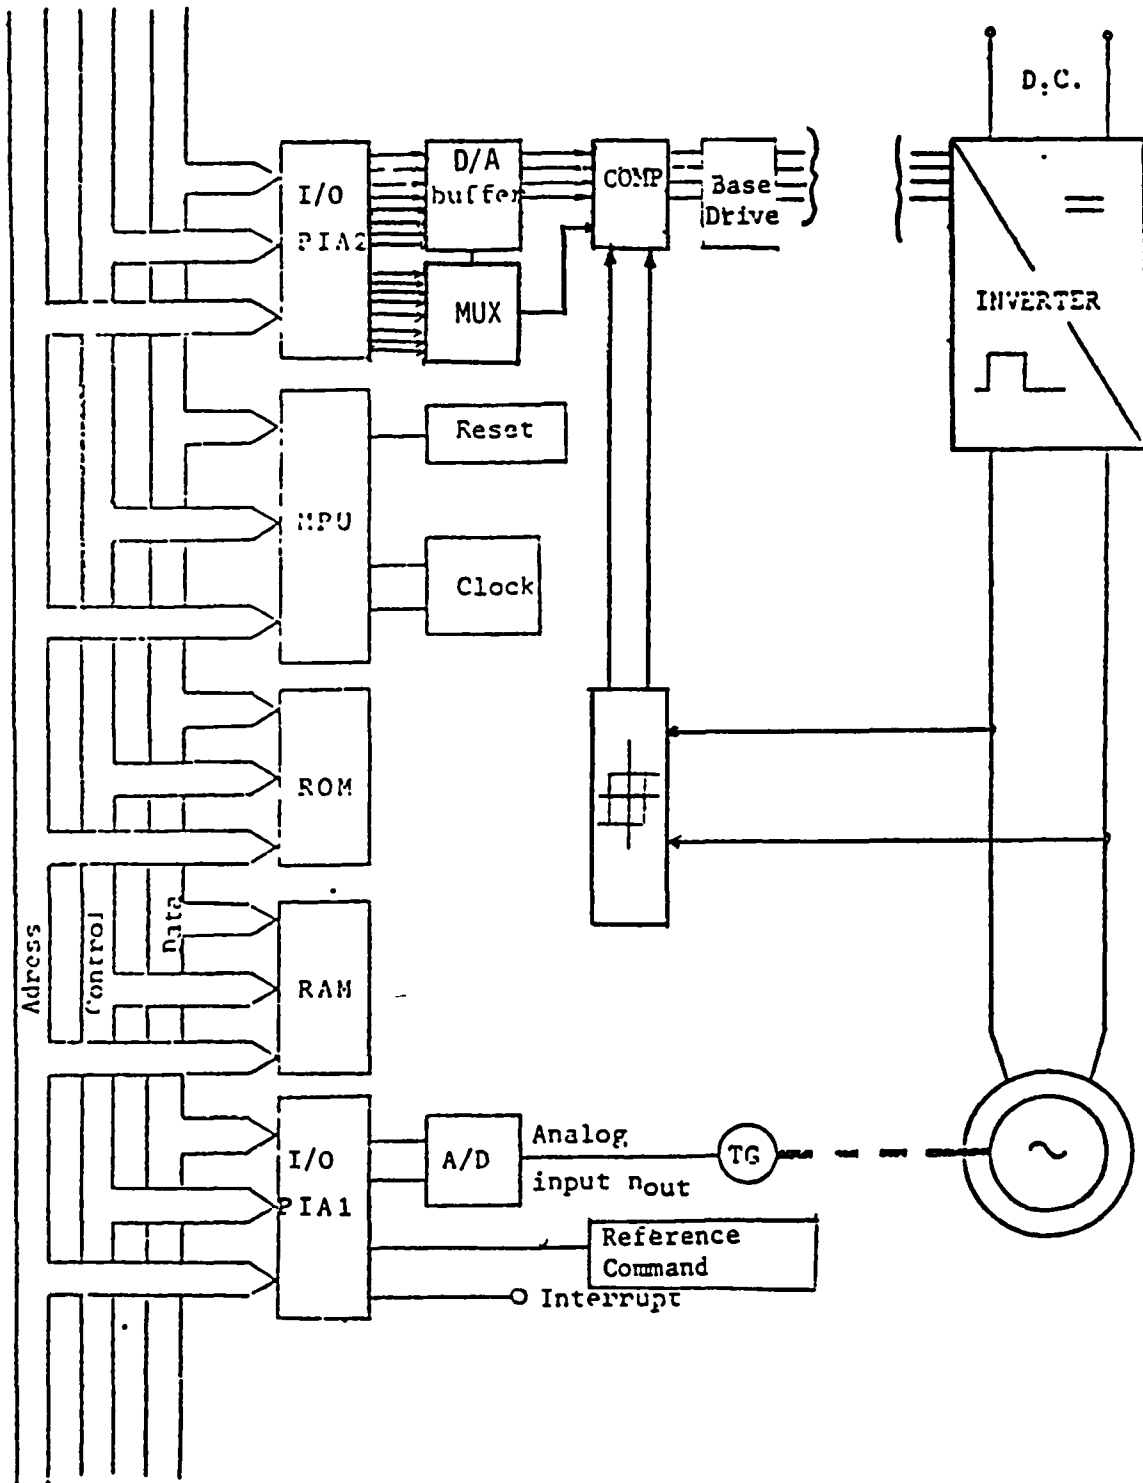 D.C.
I/O
PIA2
D/A
buffer
COMP
Base
Drive
MUX
INVERTER
Reset
MPU
Clock
ROM
Adress
Control
Data
RAM
I/O
PIA1
A/D
Analog
input nout
TG
Reference
Command
Interrupt